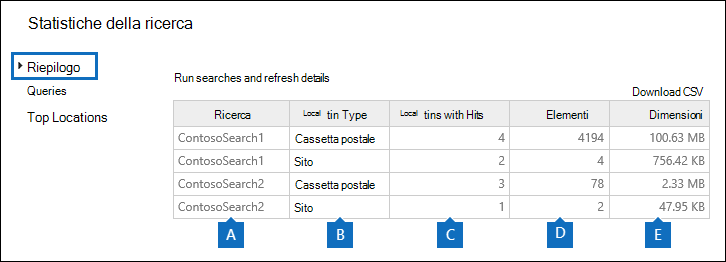 Statistiche della ricerca
Riepilogo
Queries
Top Locations
Run searches and refresh details
Download CSV
Ricerca Local tin Type Local tins with Hits Elementi Dimensioni
ContosoSearch1 Cassetta postale 4 4194 100.63 MB
ContosoSearch1 Sito 2 4 756.42 KB
ContosoSearch2 Cassetta postale 3 78 2.33 MB
ContosoSearch2 Sito 1 2 47.95 KB
A B C D E